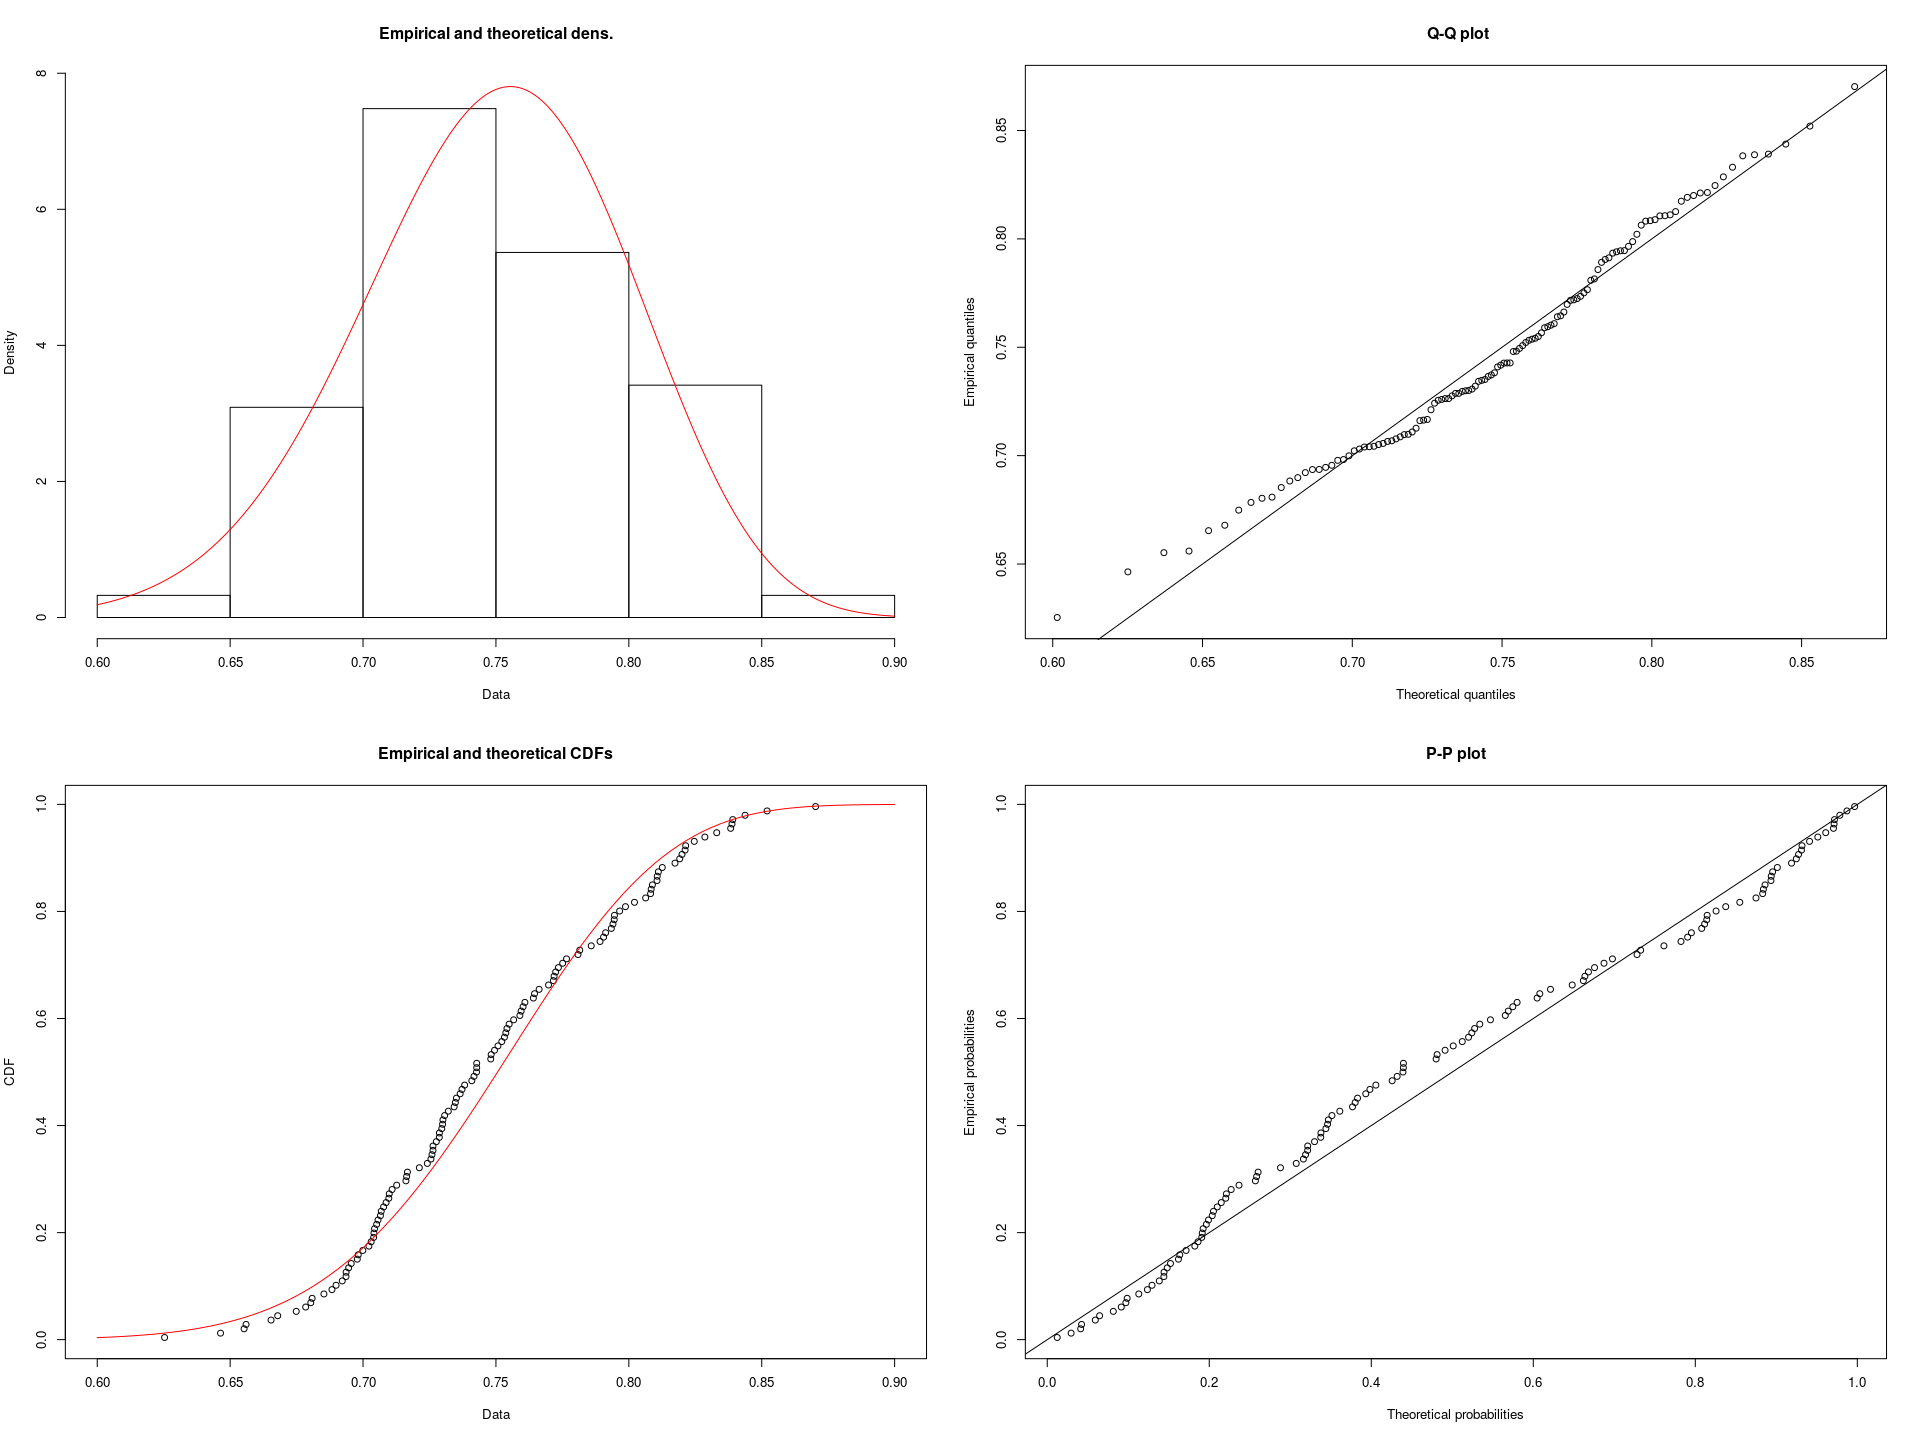 Empirical and theoretical dens.
Density
0 2 4 6 8
0.60 0.65 0.70 0.75 0.80 0.85 0.90
Data
Q-Q plot
Empirical quantiles
0.65 0.70 0.75 0.80 0.85
0.60 0.65 0.70 0.75 0.80 0.85
Theoretical quantiles
Empirical and theoretical CDFs
CDF
0.0 0.2 0.4 0.6 0.8 1.0
0.60 0.65 0.70 0.75 0.80 0.85 0.90
Data
P-P plot
Empirical probabilities
0.0 0.2 0.4 0.6 0.8 1.0
0.0 0.2 0.4 0.6 0.8 1.0
Theoretical probabilities